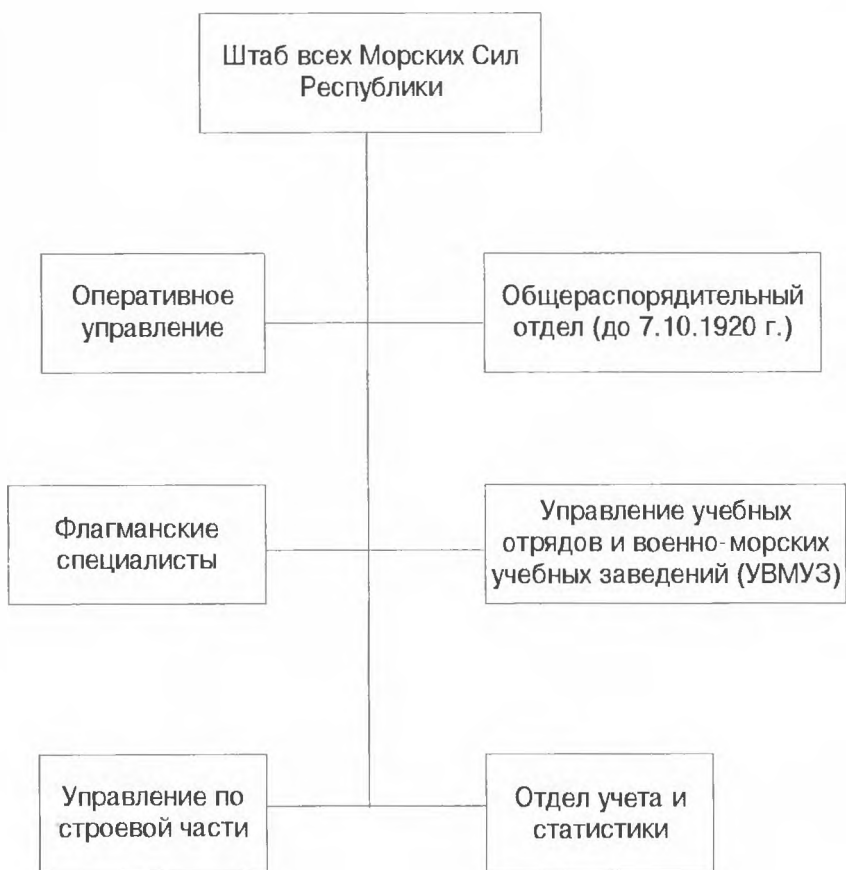 Штаб всех Морских Сил
Республики
Оперативное
управление
Общераспорядительный
отдел (до 7.10.1920 г.)
Флагманские
специалисты
Управление учебных
отрядов и военно-морских
учебных заведений (УВМУЗ)
Управление по
строевой части
Отдел учета и
статистики